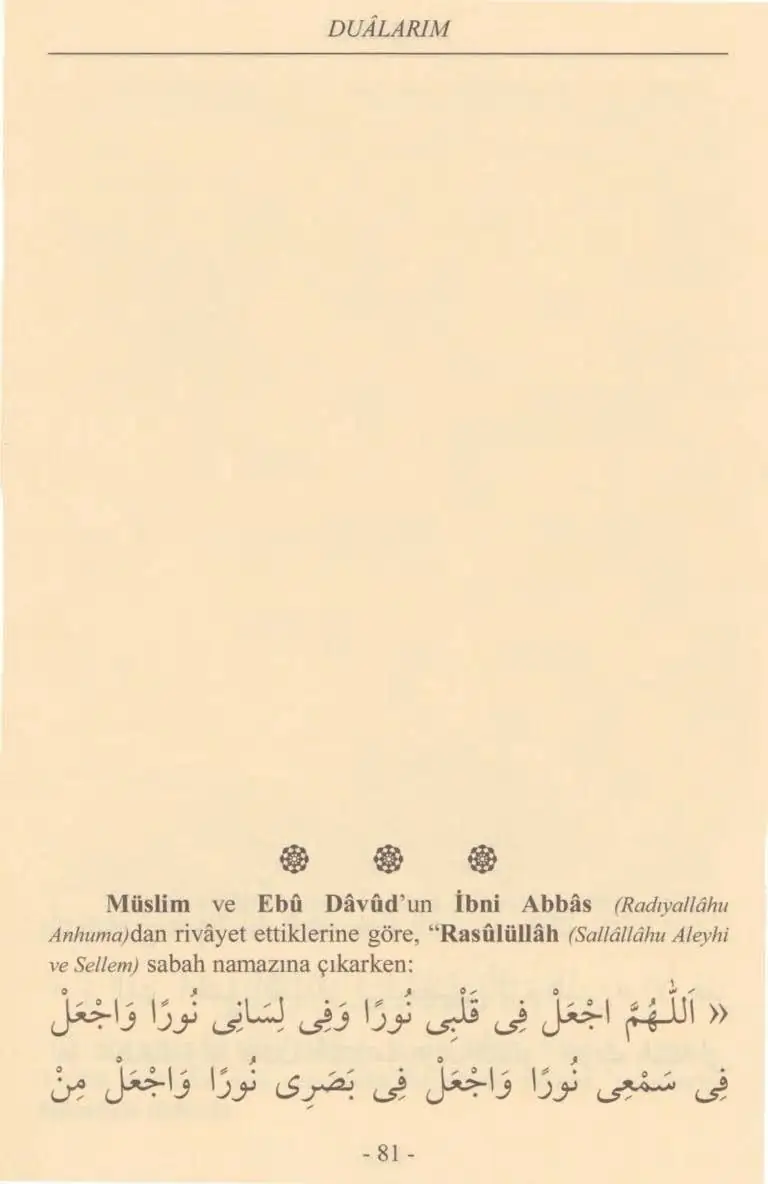 DUÂLARIM
Müslim ve Ebû Dâvûd'un İbni Abbâs (Radıyallâhu
Anhuma)dan rivâyet ettiklerine göre, “Rasûlüllâh (Sallâllâhu Aleyhi
ve Sellem) sabah namazına çıkarken:
« اَللّٰهُمَّ اجْعَلْ فِى قَلْبِى نُورًا وَفِى لِسَانِى نُورًا وَاجْعَلْ
فِى سَمْعِى نُورًا وَاجْعَلْ فِى بَصَرِى نُورًا وَاجْعَلْ مِنْ
- 81 -